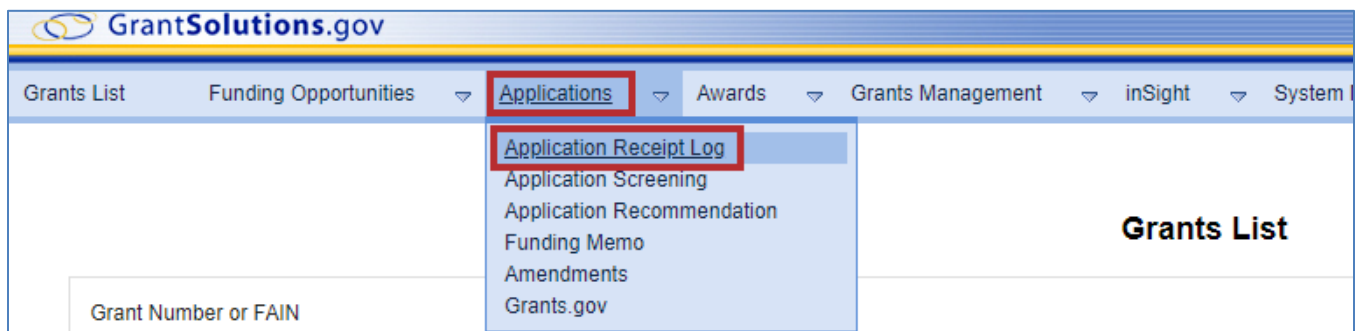 GrantSolutions.gov
Grants List Funding Opportunities Applications Awards Grants Management inSight System
Application Receipt Log
Application Screening
Application Recommendation
Funding Memo
Amendments
Grants.gov
Grants List
Grant Number or FAIN